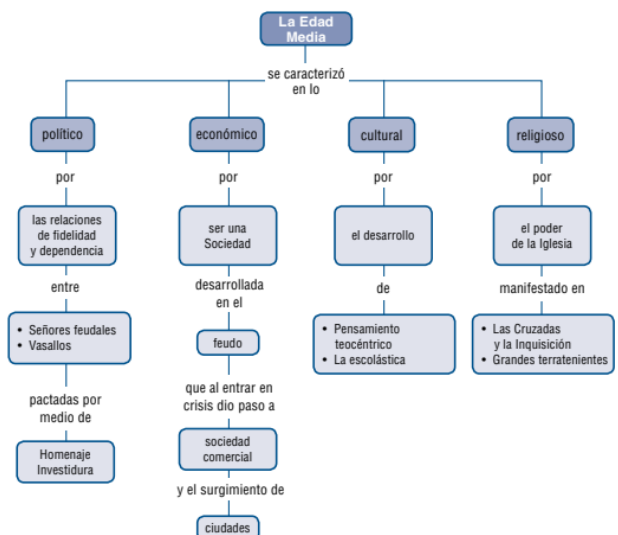 La Edad
Media
se caracterizó
en lo
político
por
las relaciones
de fidelidad
y dependencia
entre
• Señores feudales
• Vasallos
pactadas por
medio de
Homenaje
Investidura
económico
por
ser una
Sociedad
desarrollada
en el
feudo
que al entrar en
crisis dio paso a
sociedad
comercial
y el surgimiento de
ciudades
cultural
por
el desarrollo
de
• Pensamiento
teocéntrico
• La escolástica
religioso
por
el poder
de la Iglesia
manifestado en
• Las Cruzadas
y la Inquisición
• Grandes terratenientes